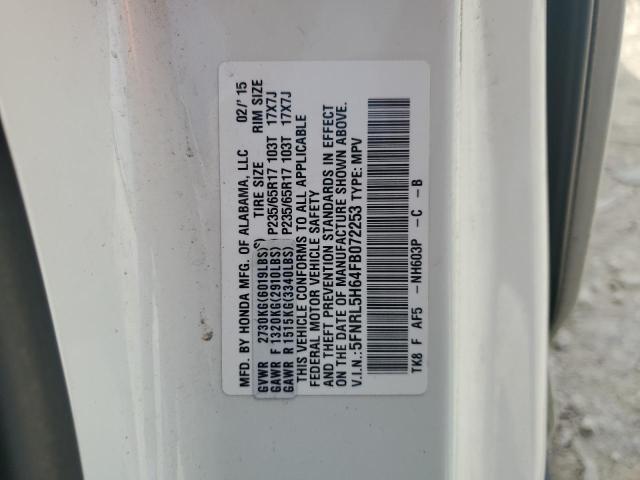 MFD. BY HONDA MFG. OF ALABAMA, LLC 02/'15
TIRE SIZE RIM SIZE
GVWR 2730KG(6019LBS)
GAWR F 1320KG(2910LBS) P235/65R17 103T 17X7J
GAWR R 1515KG(3340LBS) P235/65R17 103T 17X7J
THIS VEHICLE CONFORMS TO ALL APPLICABLE
FEDERAL MOTOR VEHICLE SAFETY
AND THEFT PREVENTION STANDARDS IN EFFECT
ON THE DATE OF MANUFACTURE SHOWN ABOVE.
V.I.N.:5FNRL5H64FB072253 TYPE: MPV
TK8 F AF5 -NH603P -C -B